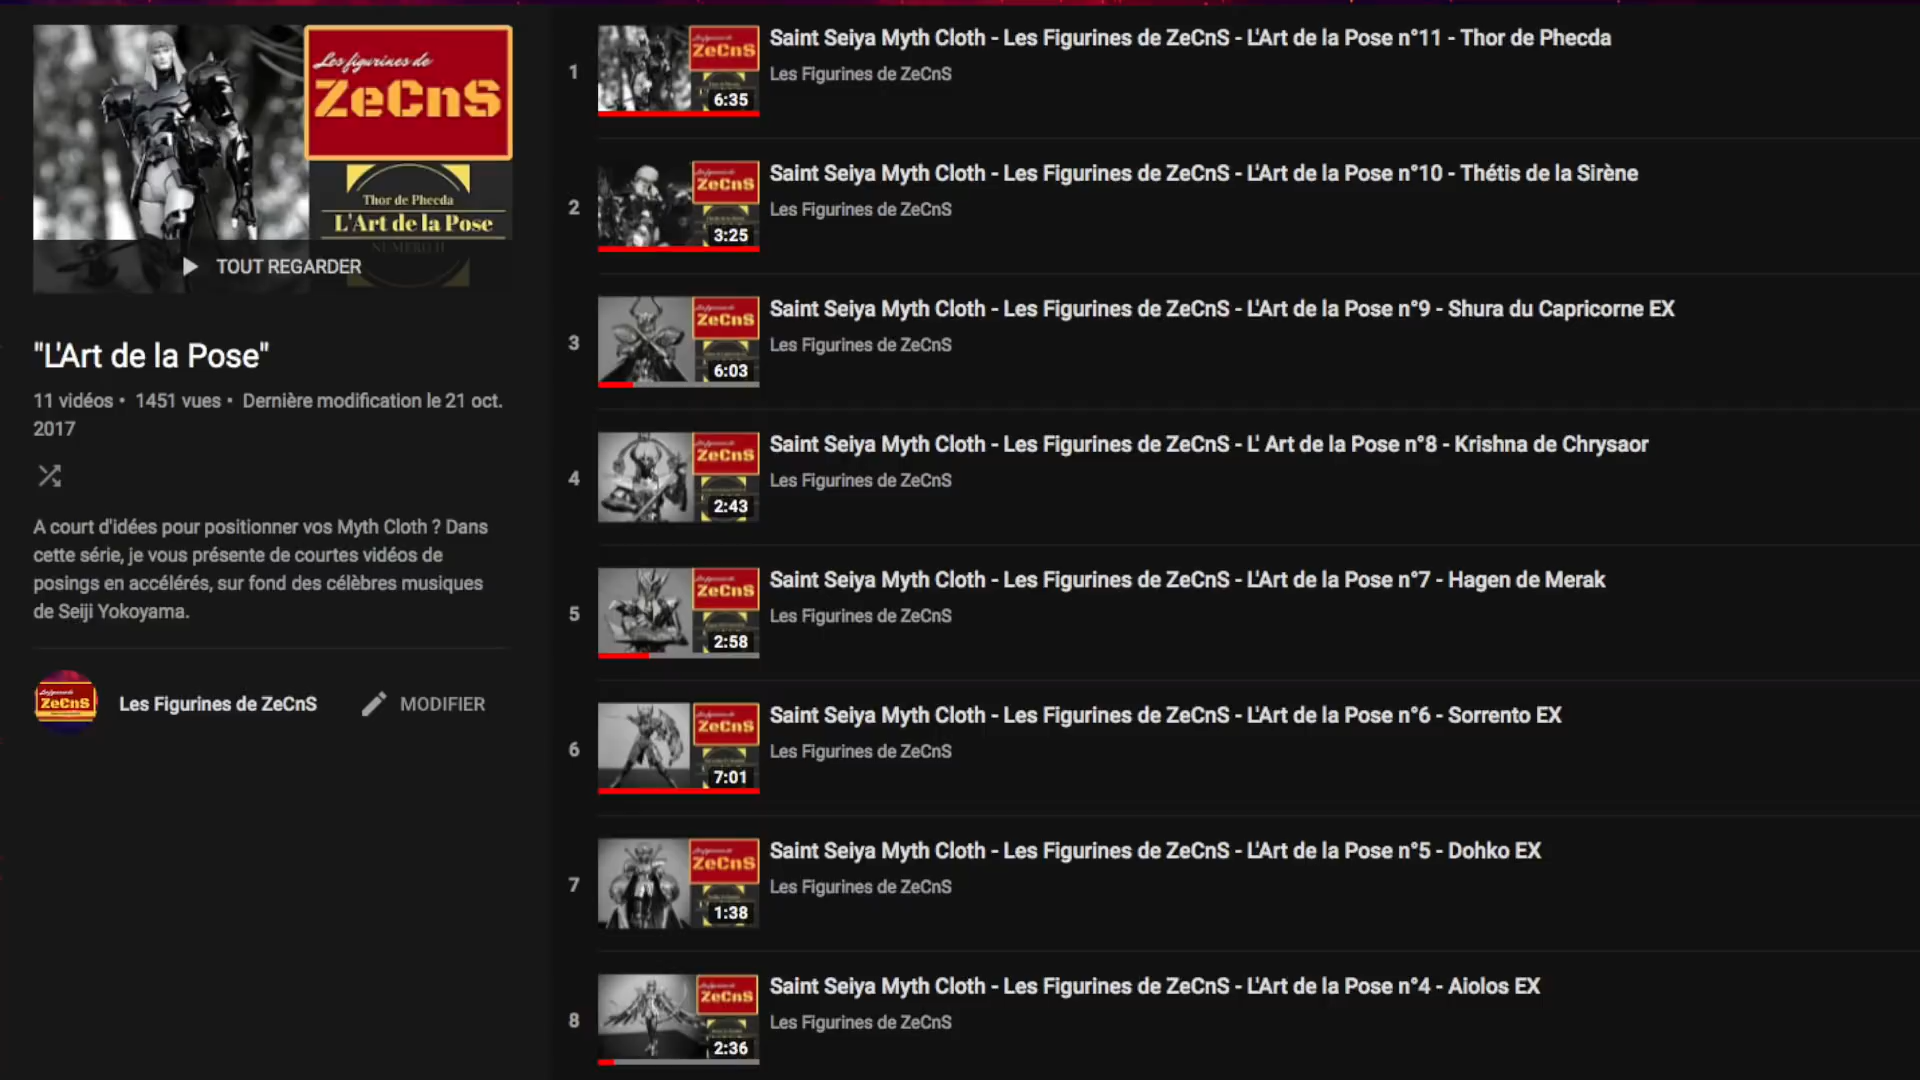 Les figurines de
ZeCnS
Thor de Phecda
L'Art de la Pose
NUMERO 11
TOUT REGARDER
"L'Art de la Pose"
11 vidéos • 1451 vues • Dernière modification le 21 oct.
2017
A court d'idées pour positionner vos Myth Cloth ? Dans
cette série, je vous présente de courtes vidéos de
posings en accélérés, sur fond des célèbres musiques
de Seiji Yokoyama.
ZeCnS
Les Figurines de ZeCnS
MODIFIER
1
ZeCnS
6:35
Saint Seiya Myth Cloth - Les Figurines de ZeCnS - L'Art de la Pose n°11 - Thor de Phecda
Les Figurines de ZeCnS
2
ZeCnS
3:25
Saint Seiya Myth Cloth - Les Figurines de ZeCnS - L'Art de la Pose n°10 - Thétis de la Sirène
Les Figurines de ZeCnS
3
ZeCnS
6:03
Saint Seiya Myth Cloth - Les Figurines de ZeCnS - L'Art de la Pose n°9 - Shura du Capricorne EX
Les Figurines de ZeCnS
4
ZeCnS
2:43
Saint Seiya Myth Cloth - Les Figurines de ZeCnS - L' Art de la Pose n°8 - Krishna de Chrysaor
Les Figurines de ZeCnS
5
ZeCnS
2:58
Saint Seiya Myth Cloth - Les Figurines de ZeCnS - L'Art de la Pose n°7 - Hagen de Merak
Les Figurines de ZeCnS
6
ZeCnS
7:01
Saint Seiya Myth Cloth - Les Figurines de ZeCnS - L'Art de la Pose n°6 - Sorrento EX
Les Figurines de ZeCnS
7
ZeCnS
1:38
Saint Seiya Myth Cloth - Les Figurines de ZeCnS - L'Art de la Pose n°5 - Dohko EX
Les Figurines de ZeCnS
8
ZeCnS
2:36
Saint Seiya Myth Cloth - Les Figurines de ZeCnS - L'Art de la Pose n°4 - Aiolos EX
Les Figurines de ZeCnS